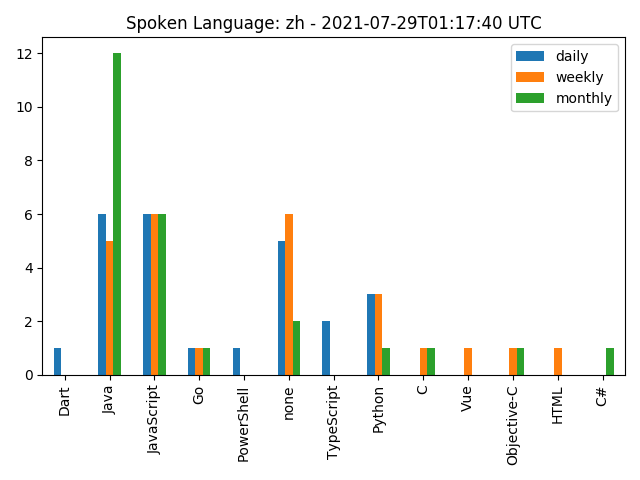 Spoken Language: zh - 2021-07-29T01:17:40 UTC
daily
weekly
monthly
12
10
8
6
4
2
0
Dart
Java
JavaScript
Go
PowerShell
none
TypeScript
Python
C
Vue
Objective-C
HTML
C#